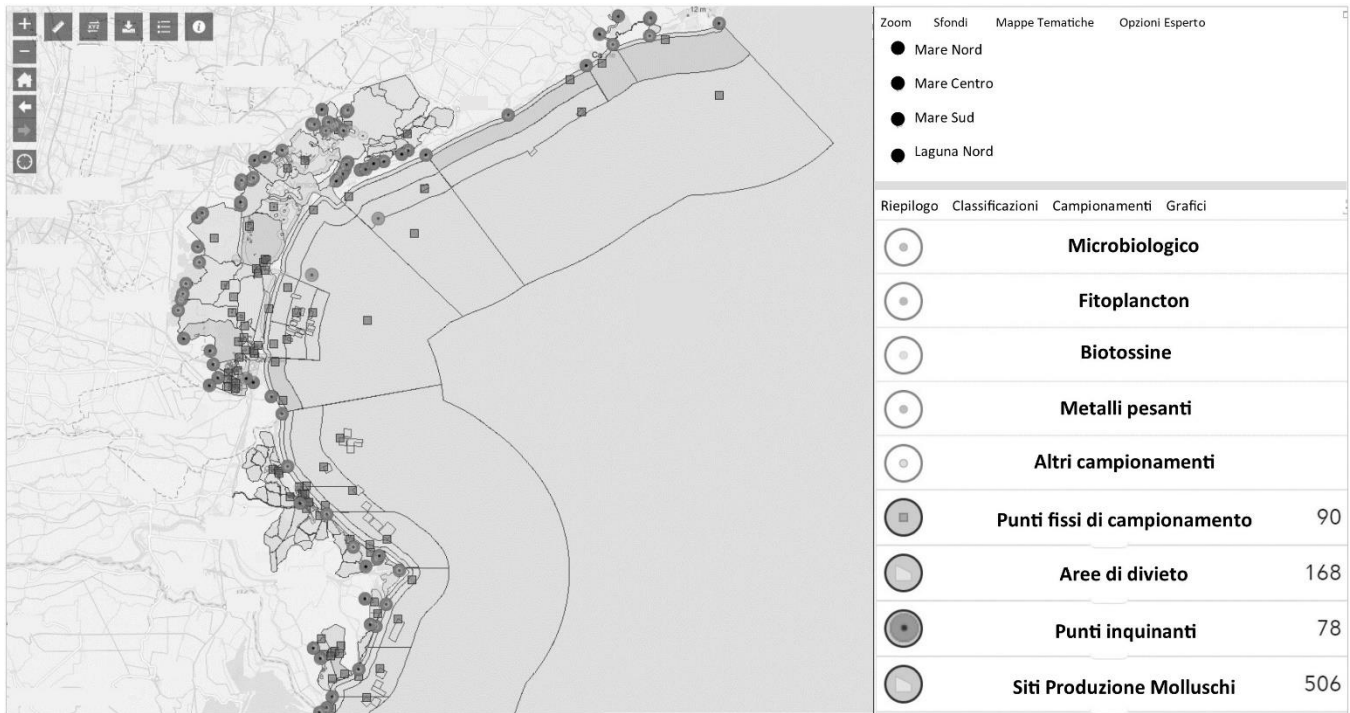 12 m
Ca
Zoom Sfondi Mappe Tematiche Opzioni Esperto
Mare Nord
Mare Centro
Mare Sud
Laguna Nord
Riepilogo Classificazioni Campionamenti Grafici
Microbiologico
Fitoplancton
Biotossine
Metalli pesanti
Altri campionamenti
Punti fissi di campionamento 90
Aree di divieto 168
Punti inquinanti 78
Siti Produzione Molluschi 506